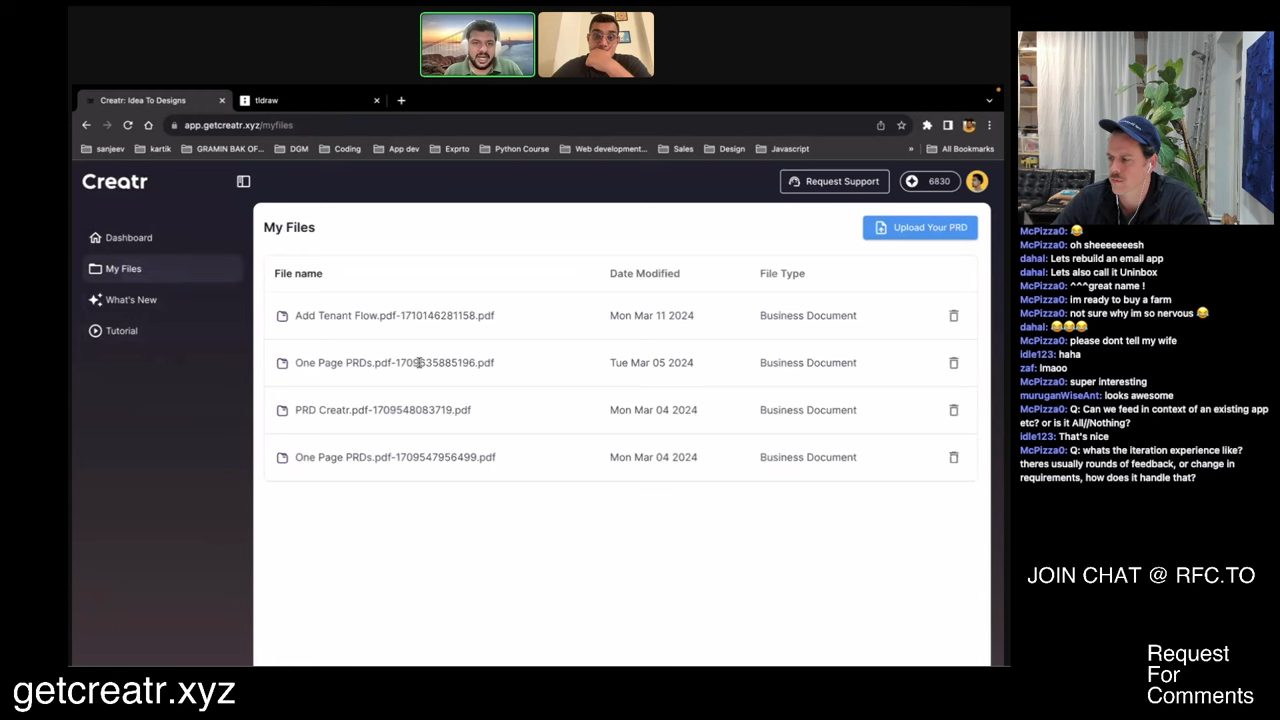 Creatr: Idea To Designs
tldraw
app.getcreatr.xyz/myfiles
sanjeev
kartik
GRAMIN BAK OF...
DGM
Coding
App dev
Exprto
Python Course
Web development...
Sales
Design
Javascript
»
All Bookmarks
Creatr
Request Support
6830
Dashboard
My Files
What's New
Tutorial
My Files
Upload Your PRD
File name
Date Modified
File Type
Add Tenant Flow.pdf-1710146281158.pdf
Mon Mar 11 2024
Business Document
One Page PRDs.pdf-1709635885196.pdf
Tue Mar 05 2024
Business Document
PRD Creatr.pdf-1709548083719.pdf
Mon Mar 04 2024
Business Document
One Page PRDs.pdf-1709547956499.pdf
Mon Mar 04 2024
Business Document
McPizza0: 😂
McPizza0: oh sheeeeeeesh
dahal: Lets rebuild an email app
dahal: Lets also call it Uninbox
McPizza0: ^^^great name !
McPizza0: im ready to buy a farm
McPizza0: not sure why im so nervous 😂
dahal: 😂😂😂
McPizza0: please dont tell my wife
idle123: haha
zaf: lmaoo
McPizza0: super interesting
muruganWiseAnt: looks awesome
McPizza0: Q: Can we feed in context of an existing app
etc? or is it All//Nothing?
idle123: That's nice
McPizza0: Q: whats the iteration experience like?
theres usually rounds of feedback, or change in
requirements, how does it handle that?
JOIN CHAT @ RFC.TO
Request
For
Comments
getcreatr.xyz